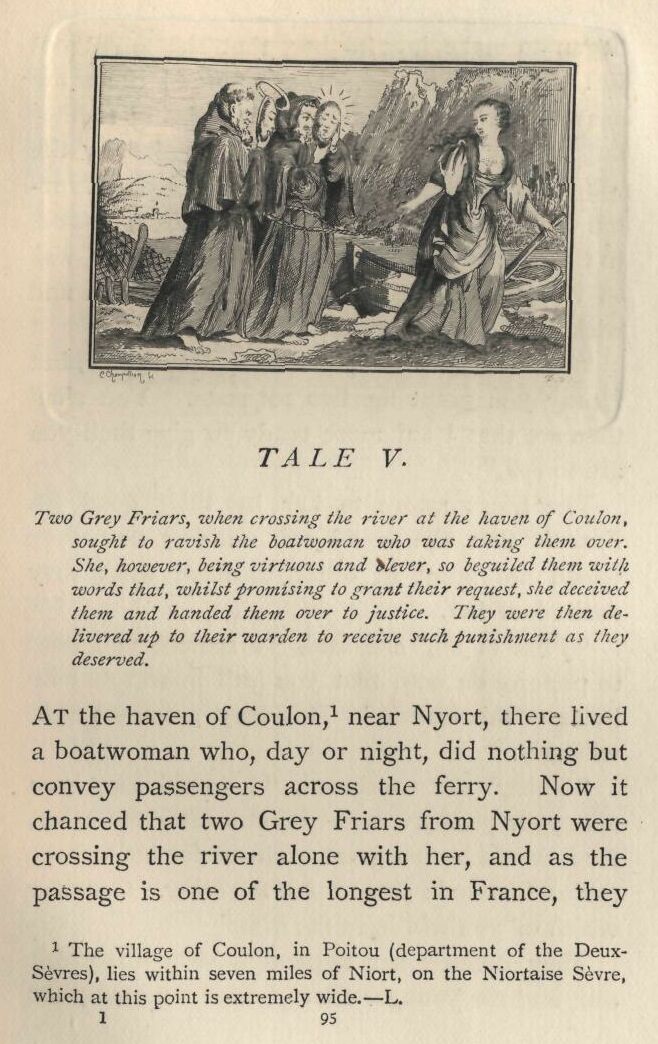 TALE V.
Two Grey Friars, when crossing the river at the haven of Coulon,
sought to ravish the boatwoman who was taking them over.
She, however, being virtuous and clever, so beguiled them with
words that, whilst promising to grant their request, she deceived
them and handed them over to justice. They were then de-
livered up to their warden to receive such punishment as they
deserved.
AT the haven of Coulon,¹ near Nyort, there lived
a boatwoman who, day or night, did nothing but
convey passengers across the ferry. Now it
chanced that two Grey Friars from Nyort were
crossing the river alone with her, and as the
passage is one of the longest in France, they
¹ The village of Coulon, in Poitou (department of the Deux-
Sèvres), lies within seven miles of Niort, on the Niortaise Sèvre,
which at this point is extremely wide.—L.
1 95